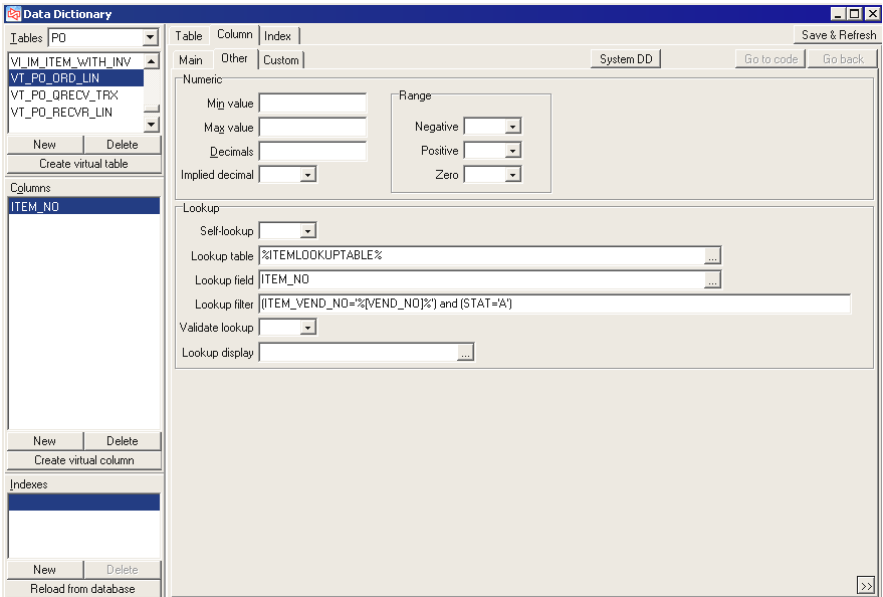 Data Dictionary
Tables PO
Table Column Index Save & Refresh
Main Other Custom System DD Go to code Go back
VI_IM_ITEM_WITH_INV
VT_PO_ORD_LIN
VT_PO_QRECV_TRX
VT_PO_RECVR_LIN
New Delete
Create virtual table
Numeric
Min value
Max value
Decimals
Implied decimal
Range
Negative
Positive
Zero
Columns
ITEM_NO
Lookup
Self-lookup
Lookup table %ITEMLOOKUPTABLE% ...
Lookup field ITEM_NO ...
Lookup filter (ITEM_VEND_NO='%[VEND_NO]%') and (STAT='A')
Validate lookup
Lookup display ...
New Delete
Create virtual column
Indexes
New Delete
Reload from database
>>